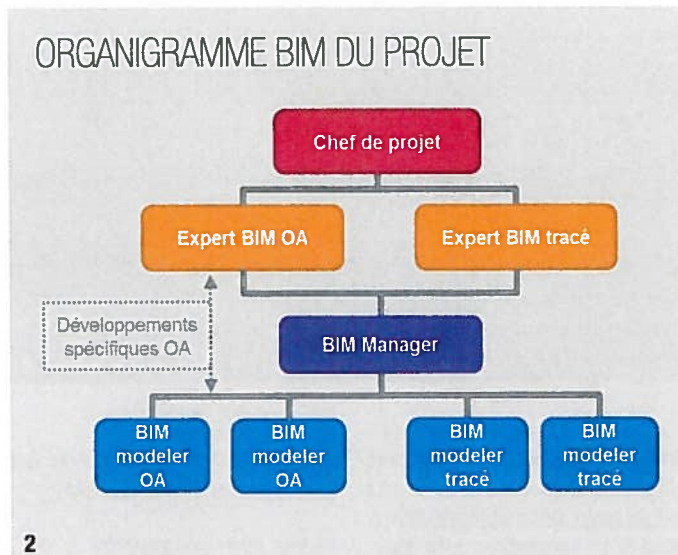 ORGANIGRAMME BIM DU PROJET
Chef de projet
Expert BIM OA
Expert BIM tracé
Développements
spécifiques OA
BIM Manager
BIM
modeler
OA
BIM
modeler
OA
BIM
modeler
tracé
BIM
modeler
tracé
2